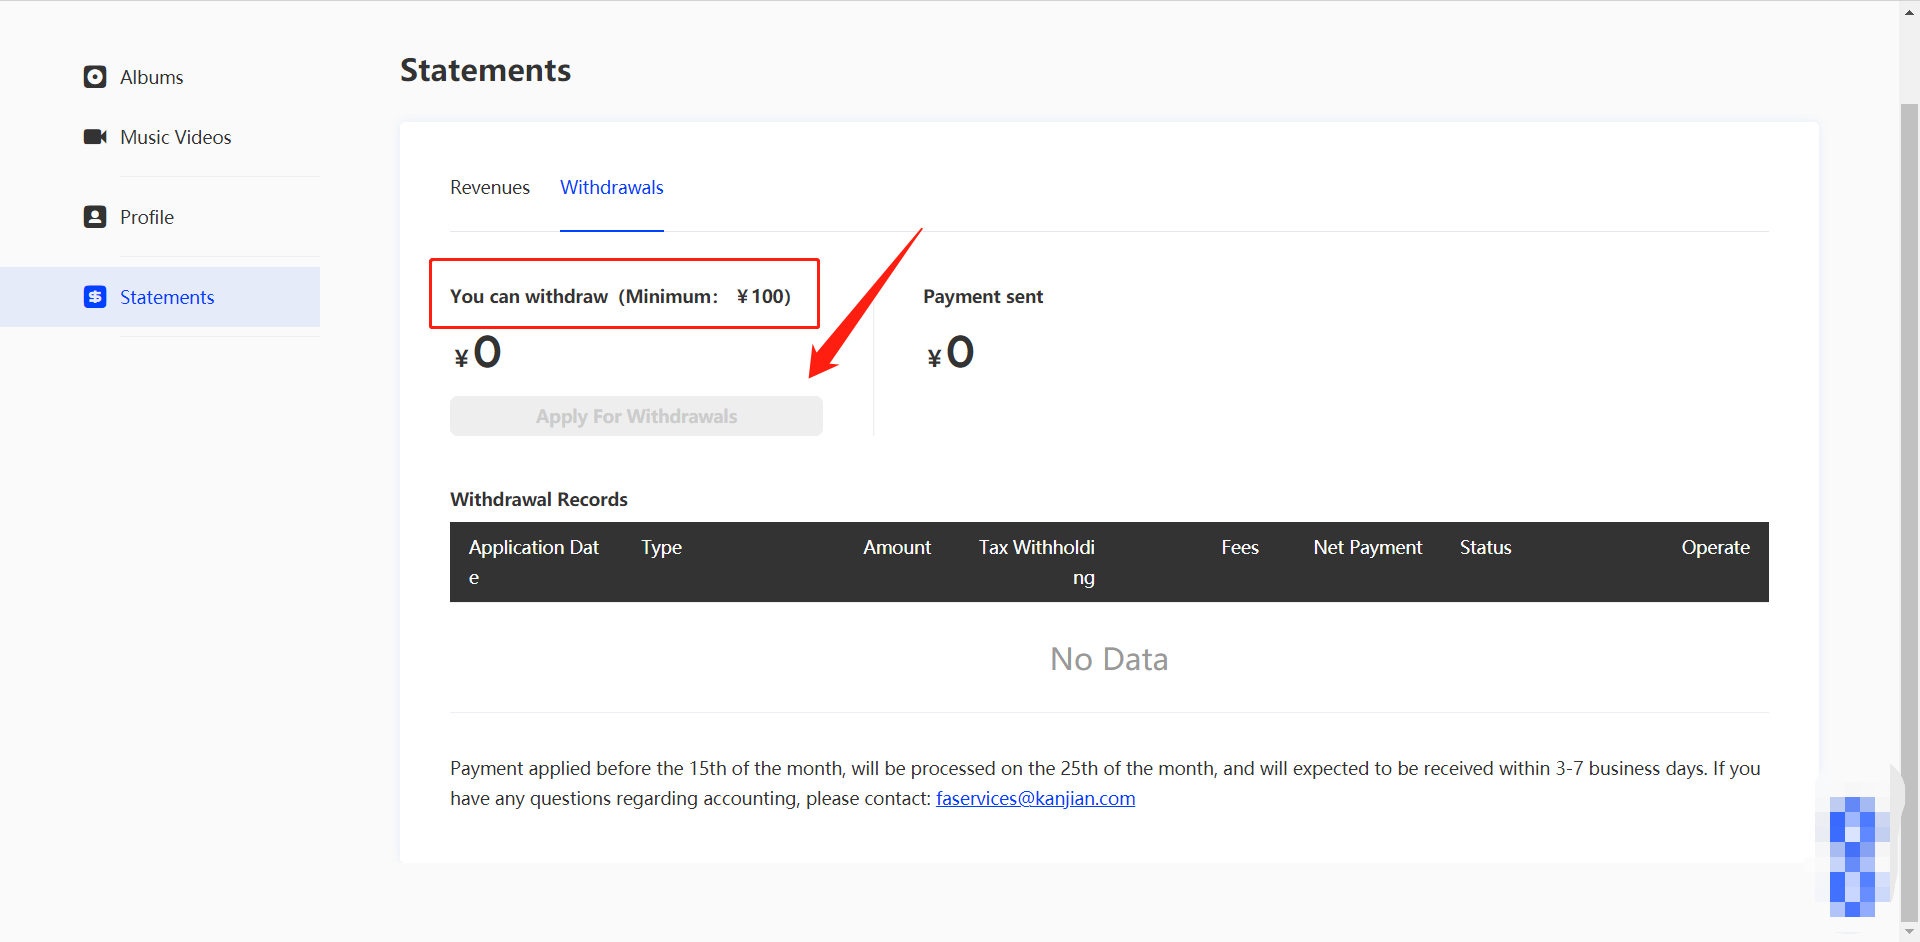 Albums
Music Videos
Profile
Statements
Statements
Revenues
Withdrawals
You can withdraw（Minimum： ￥100）
￥0
Apply For Withdrawals
Payment sent
￥0
Withdrawal Records
Application Dat
e
Type
Amount
Tax Withholdi
ng
Fees
Net Payment
Status
Operate
No Data
Payment applied before the 15th of the month, will be processed on the 25th of the month, and will expected to be received within 3-7 business days. If you
have any questions regarding accounting, please contact: faservices@kanjian.com